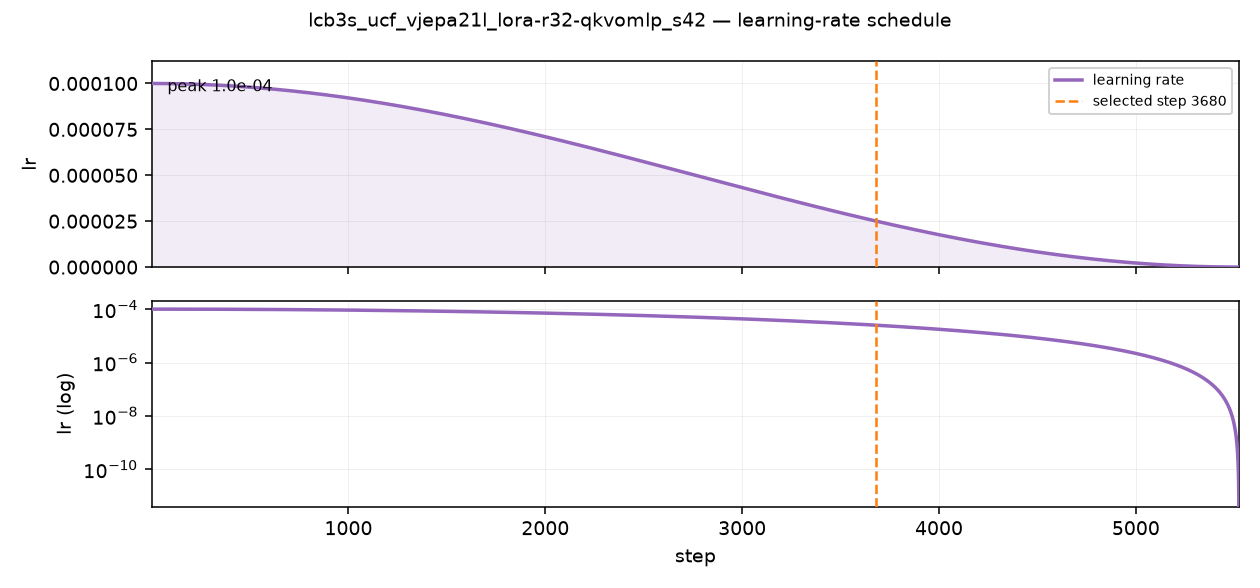 lcb3s_ucf_vjepa21l_lora-r32-qkvomlp_s42 — learning-rate schedule
0.000100
0.000075
0.000050
0.000025
0.000000
lr
peak 1.0e-04
learning rate
selected step 3680
10⁻⁴
10⁻⁶
10⁻⁸
10⁻¹⁰
lr (log)
1000 2000 3000 4000 5000
step